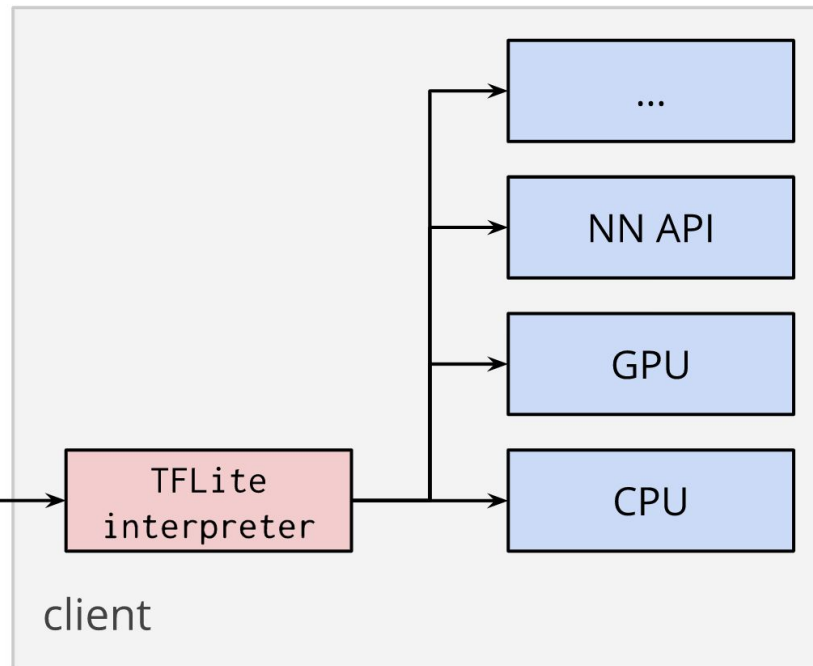 ...
NN API
GPU
TFLite
interpreter
CPU
client